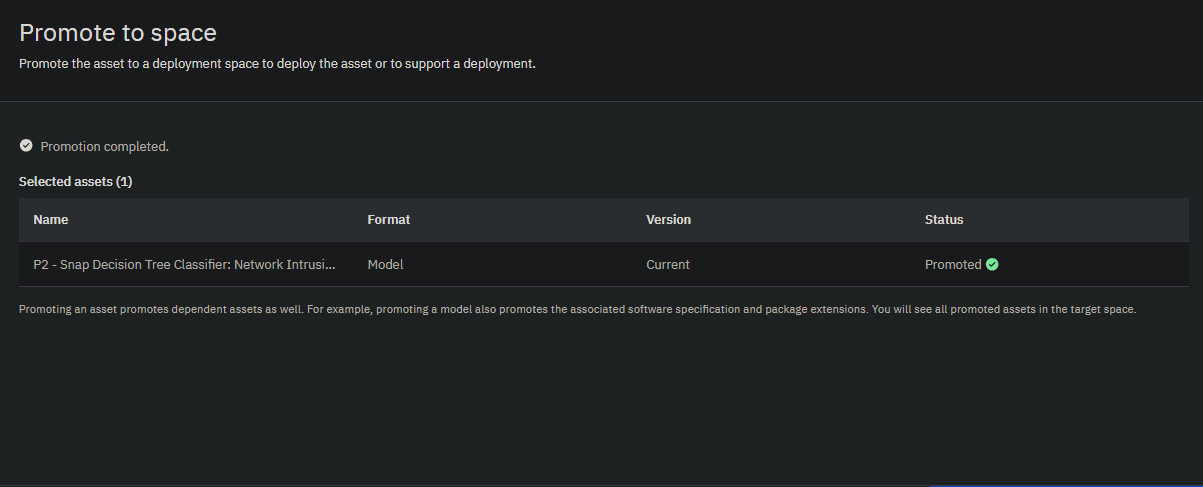 Promote to space
Promote the asset to a deployment space to deploy the asset or to support a deployment.
Promotion completed.
Selected assets (1)
Name Format Version Status
P2 - Snap Decision Tree Classifier: Network Intrusi... Model Current Promoted
Promoting an asset promotes dependent assets as well. For example, promoting a model also promotes the associated software specification and package extensions. You will see all promoted assets in the target space.